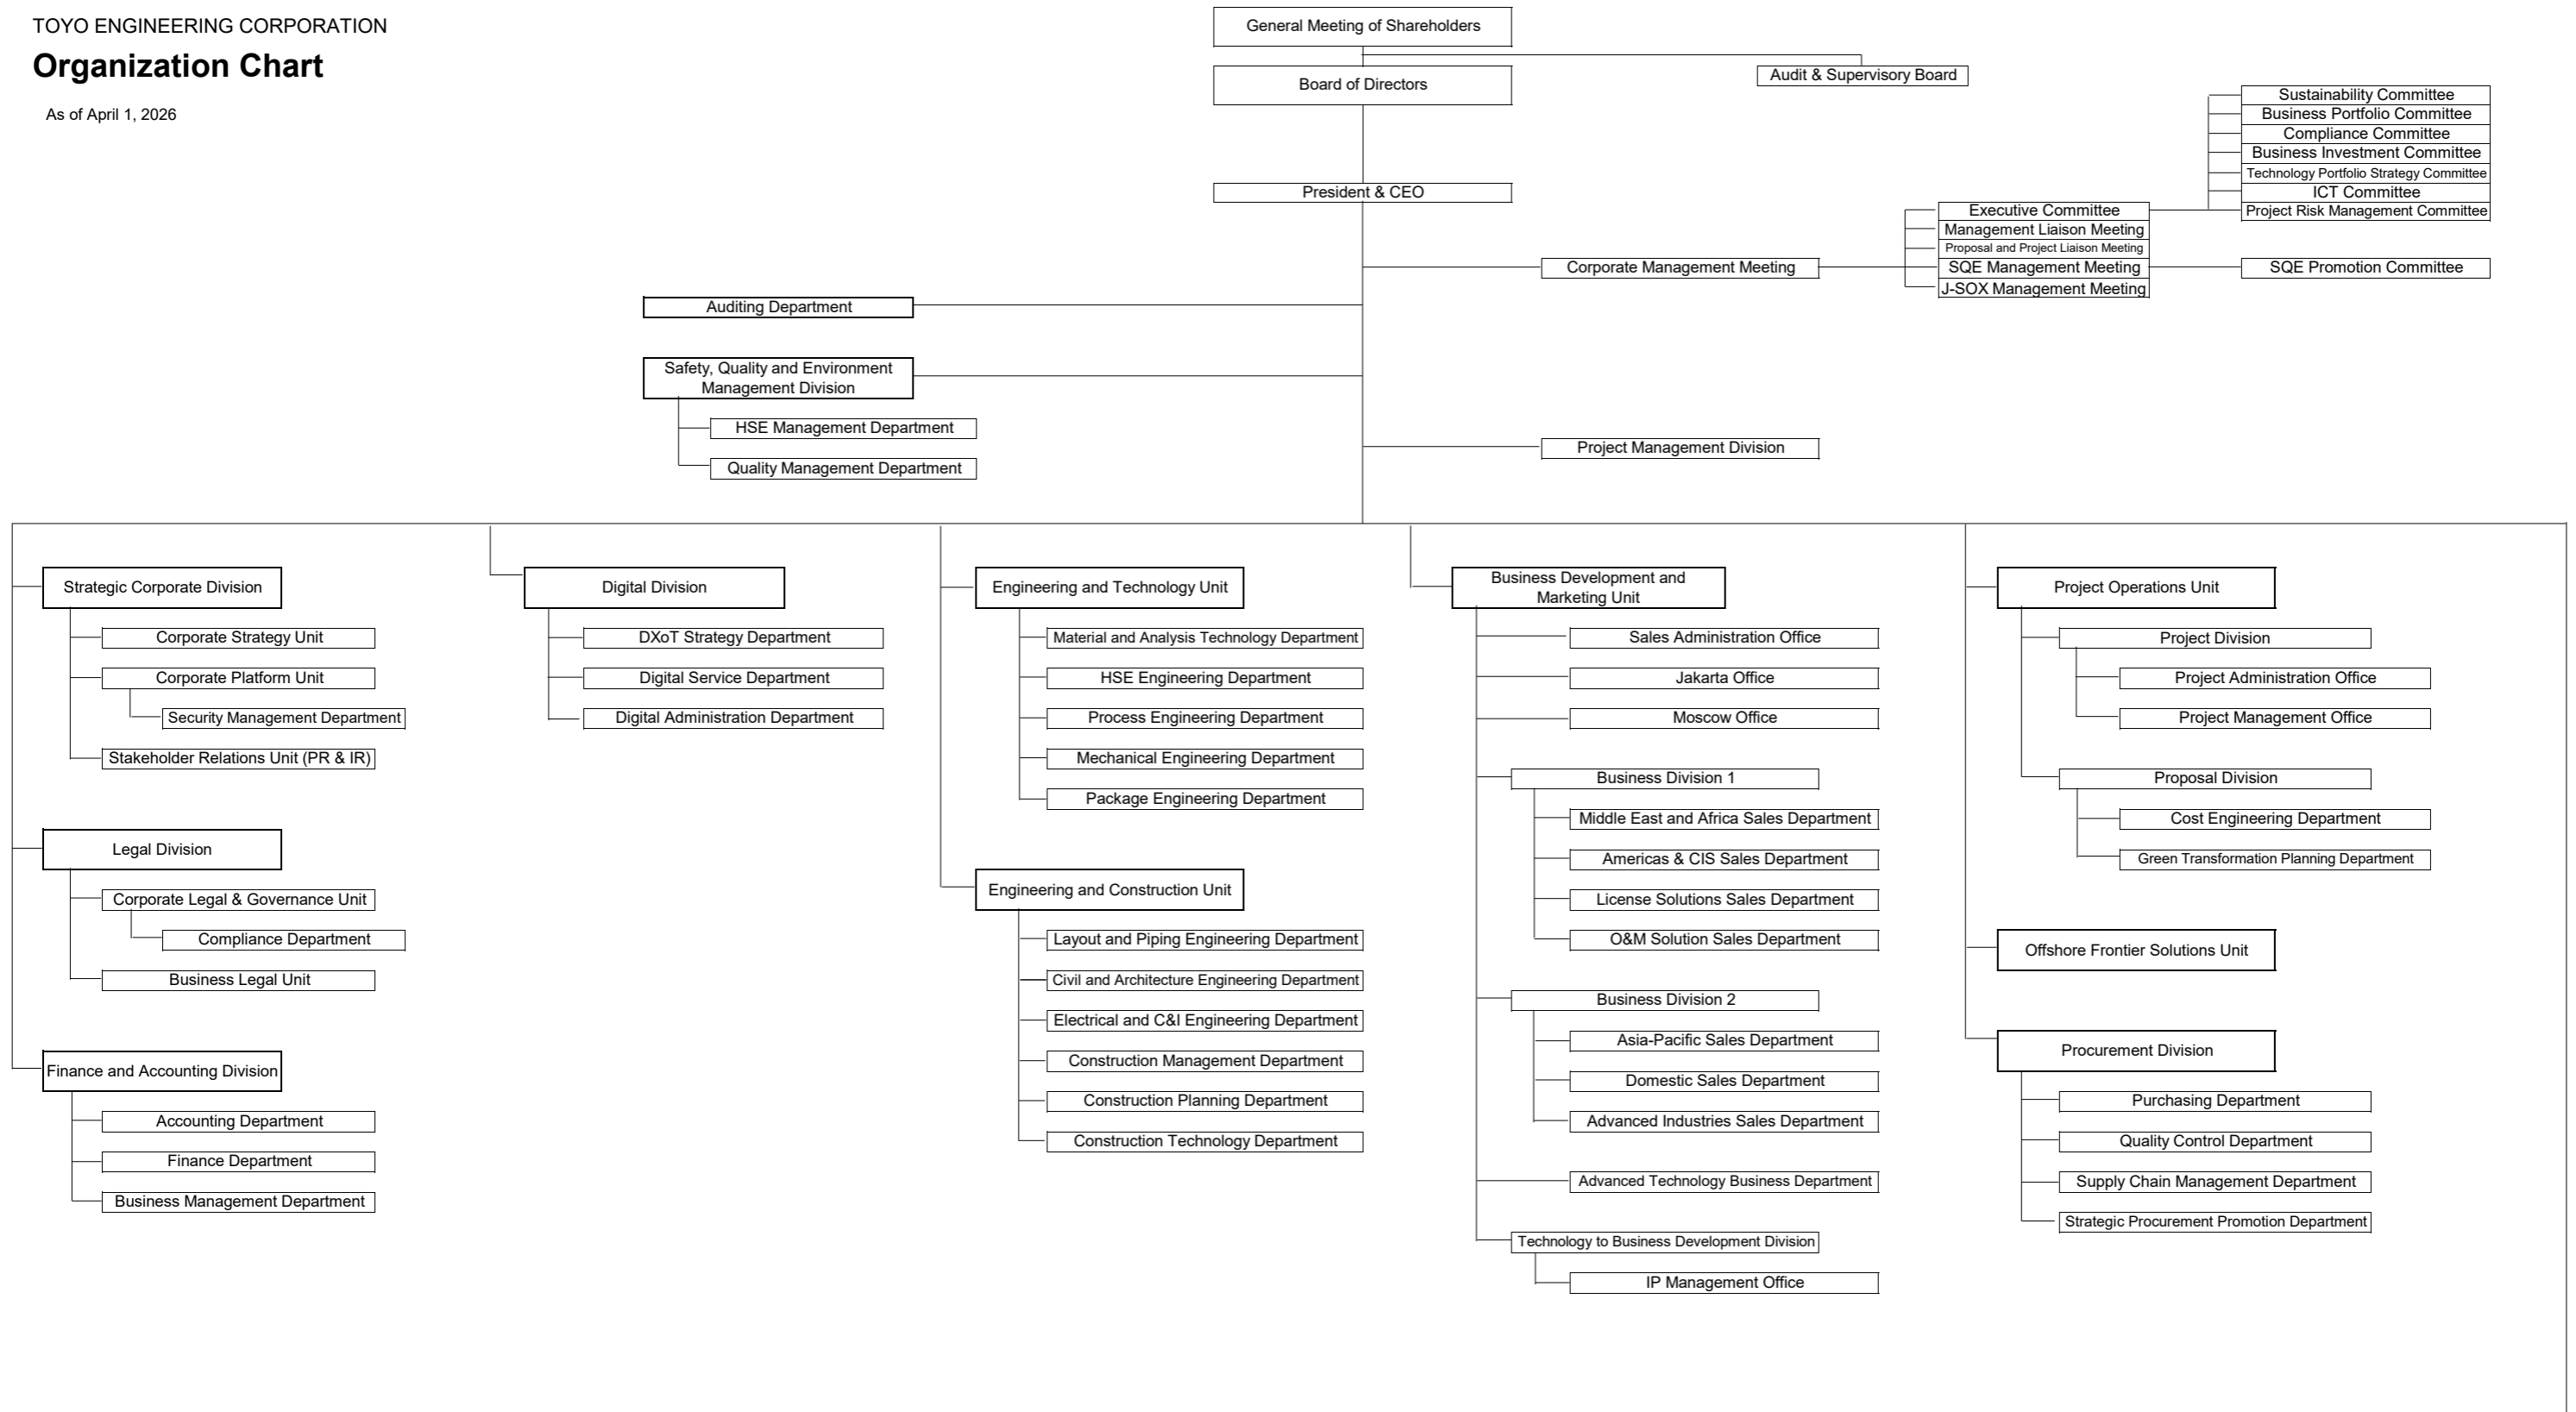 TOYO ENGINEERING CORPORATION
Organization Chart
As of April 1, 2026
General Meeting of Shareholders
Board of Directors
Audit & Supervisory Board
President & CEO
Sustainability Committee
Business Portfolio Committee
Compliance Committee
Business Investment Committee
Technology Portfolio Strategy Committee
ICT Committee
Project Risk Management Committee
Executive Committee
Management Liaison Meeting
Proposal and Project Liaison Meeting
SQE Management Meeting
J-SOX Management Meeting
Corporate Management Meeting
SQE Promotion Committee
Auditing Department
Safety, Quality and Environment
Management Division
HSE Management Department
Quality Management Department
Project Management Division
Strategic Corporate Division
Corporate Strategy Unit
Corporate Platform Unit
Security Management Department
Stakeholder Relations Unit (PR & IR)
Legal Division
Corporate Legal & Governance Unit
Compliance Department
Business Legal Unit
Finance and Accounting Division
Accounting Department
Finance Department
Business Management Department
Digital Division
DXoT Strategy Department
Digital Service Department
Digital Administration Department
Engineering and Technology Unit
Material and Analysis Technology Department
HSE Engineering Department
Process Engineering Department
Mechanical Engineering Department
Package Engineering Department
Engineering and Construction Unit
Layout and Piping Engineering Department
Civil and Architecture Engineering Department
Electrical and C&I Engineering Department
Construction Management Department
Construction Planning Department
Construction Technology Department
Business Development and
Marketing Unit
Sales Administration Office
Jakarta Office
Moscow Office
Business Division 1
Middle East and Africa Sales Department
Americas & CIS Sales Department
License Solutions Sales Department
O&M Solution Sales Department
Business Division 2
Asia-Pacific Sales Department
Domestic Sales Department
Advanced Industries Sales Department
Advanced Technology Business Department
Technology to Business Development Division
IP Management Office
Project Operations Unit
Project Division
Project Administration Office
Project Management Office
Proposal Division
Cost Engineering Department
Green Transformation Planning Department
Offshore Frontier Solutions Unit
Procurement Division
Purchasing Department
Quality Control Department
Supply Chain Management Department
Strategic Procurement Promotion Department